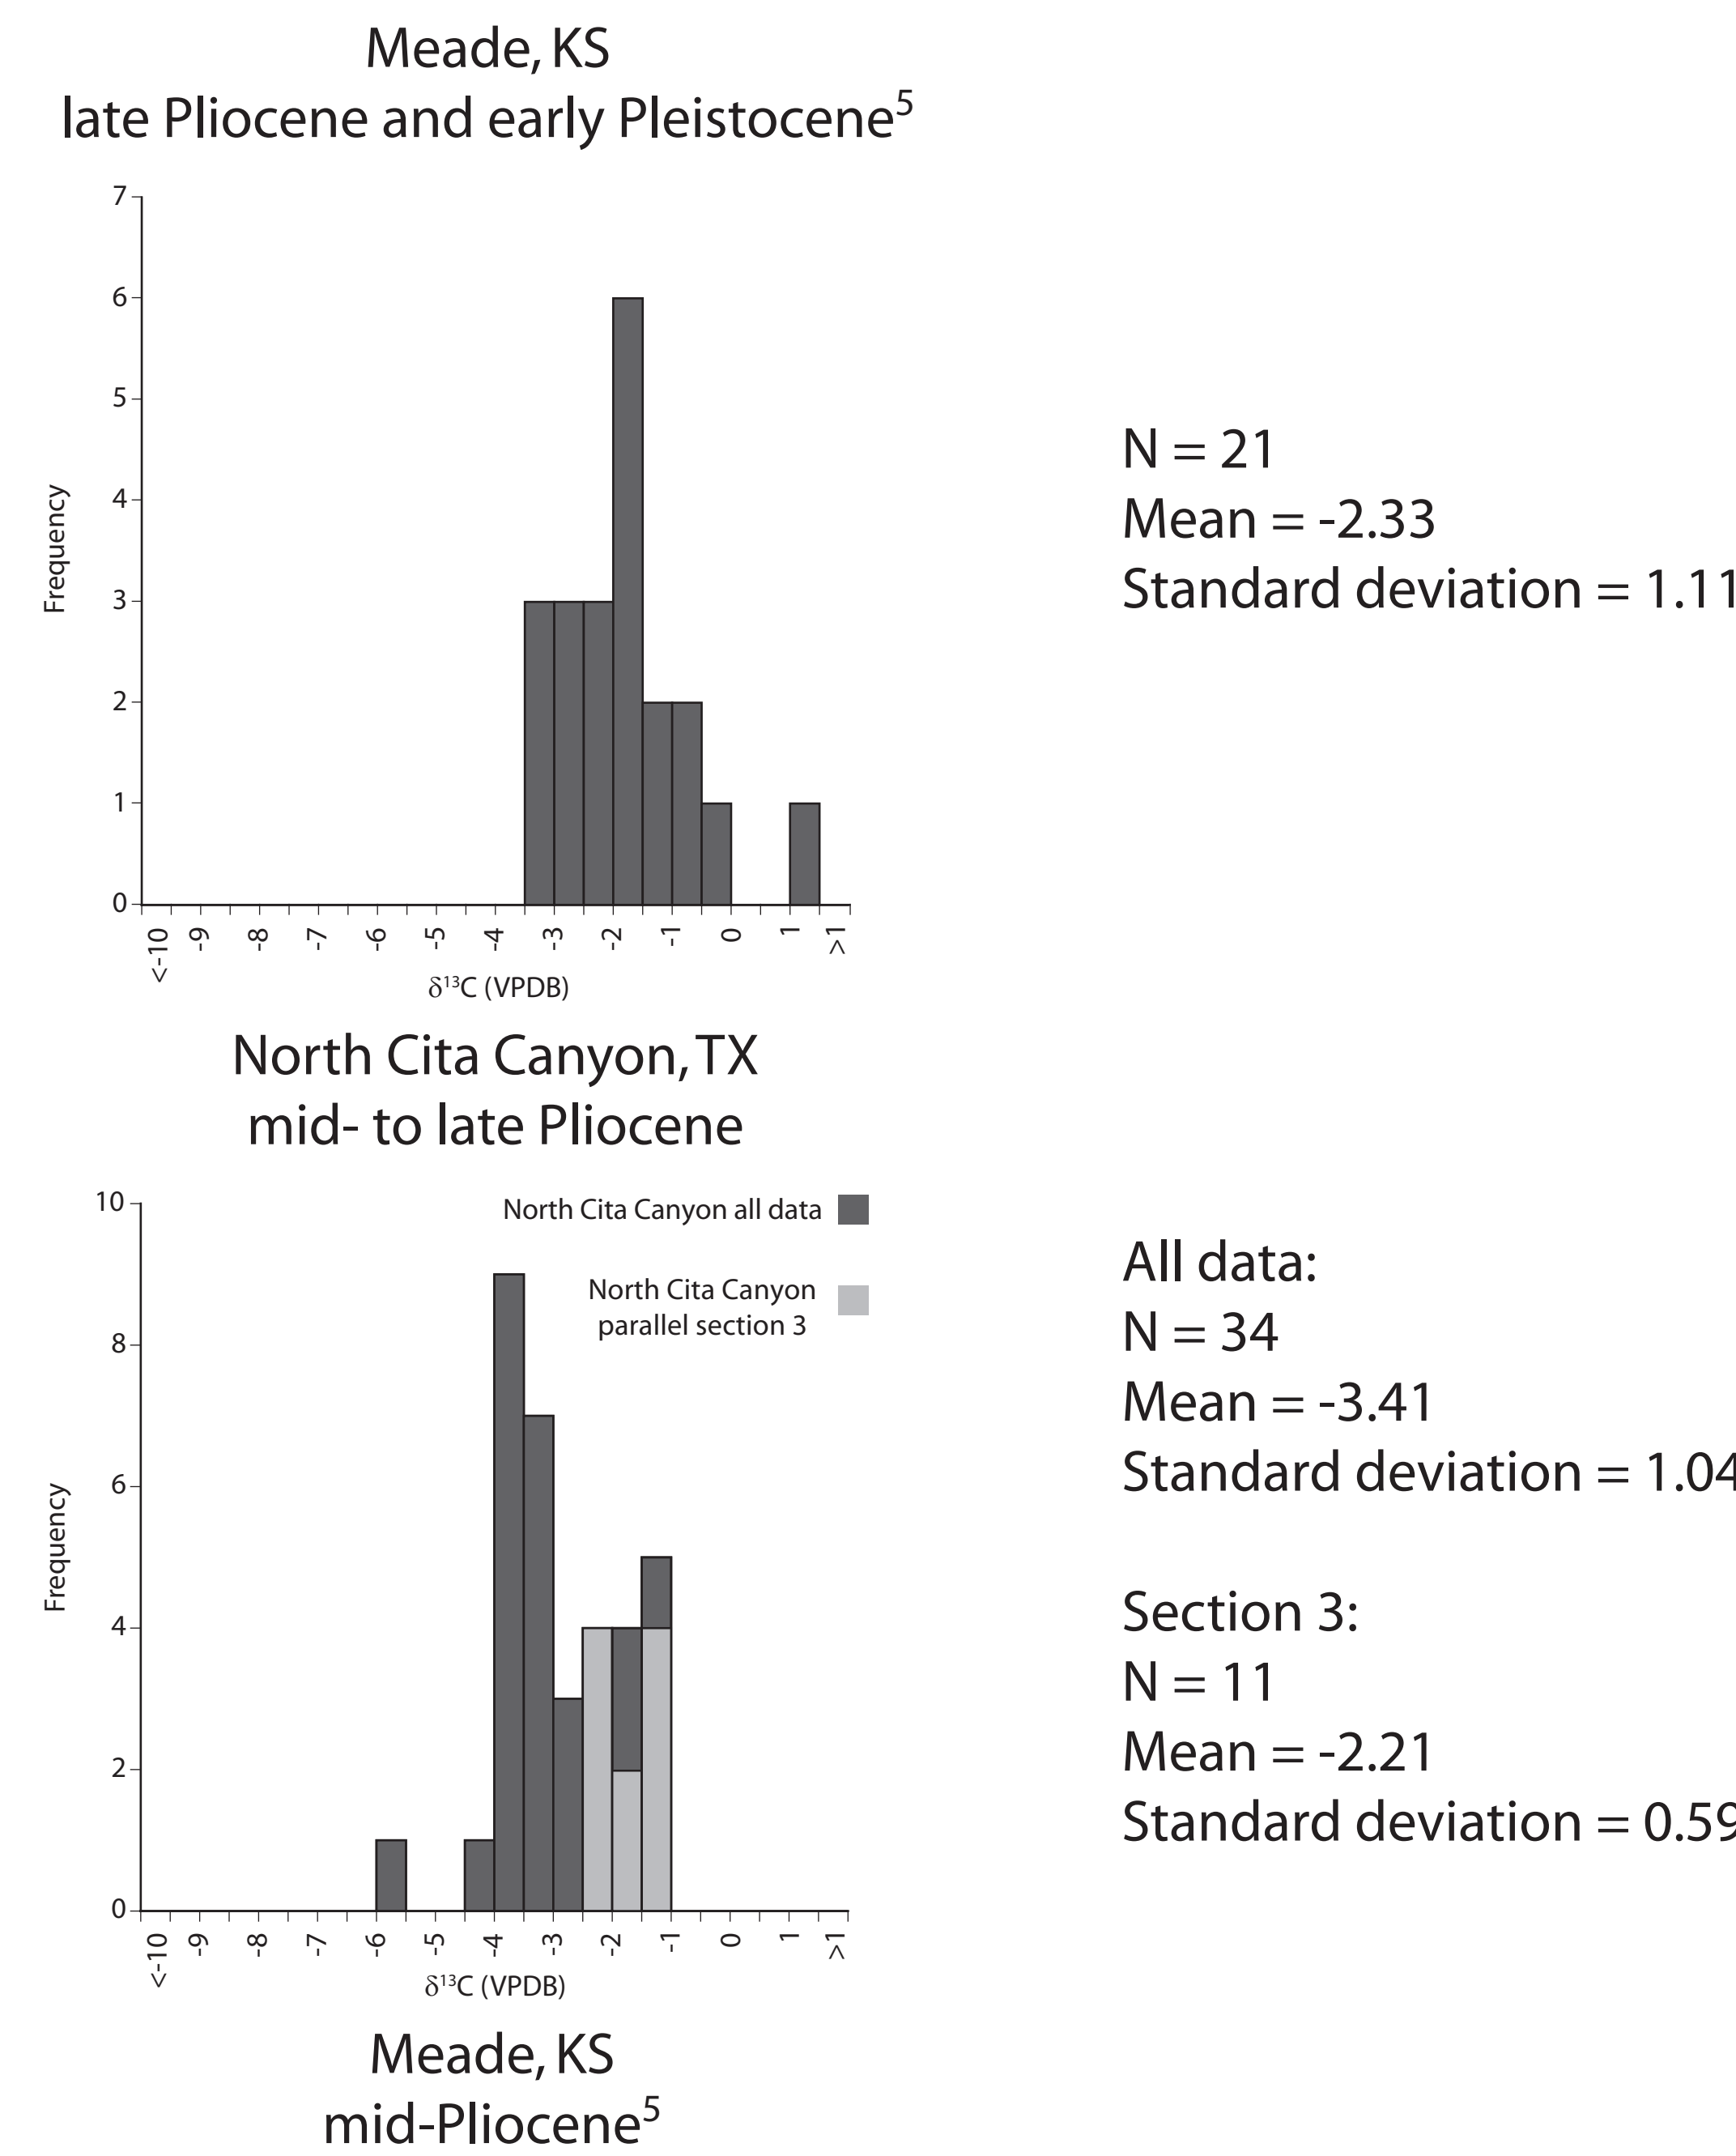 Meade, KS
late Pliocene and early Pleistocene5
7
6
5
4
3
2
1
0
Frequency
<-10
-9
-8
-7
-6
-5
-4
-3
-2
-1
0
1
>1
δ13C (VPDB)
N = 21
Mean = -2.33
Standard deviation = 1.11
North Cita Canyon, TX
mid- to late Pliocene
North Cita Canyon all data
North Cita Canyon
parallel section 3
10
8
6
4
2
0
Frequency
<-10
-9
-8
-7
-6
-5
-4
-3
-2
-1
0
1
>1
δ13C (VPDB)
All data:
N = 34
Mean = -3.41
Standard deviation = 1.04
Section 3:
N = 11
Mean = -2.21
Standard deviation = 0.59
Meade, KS
mid-Pliocene5